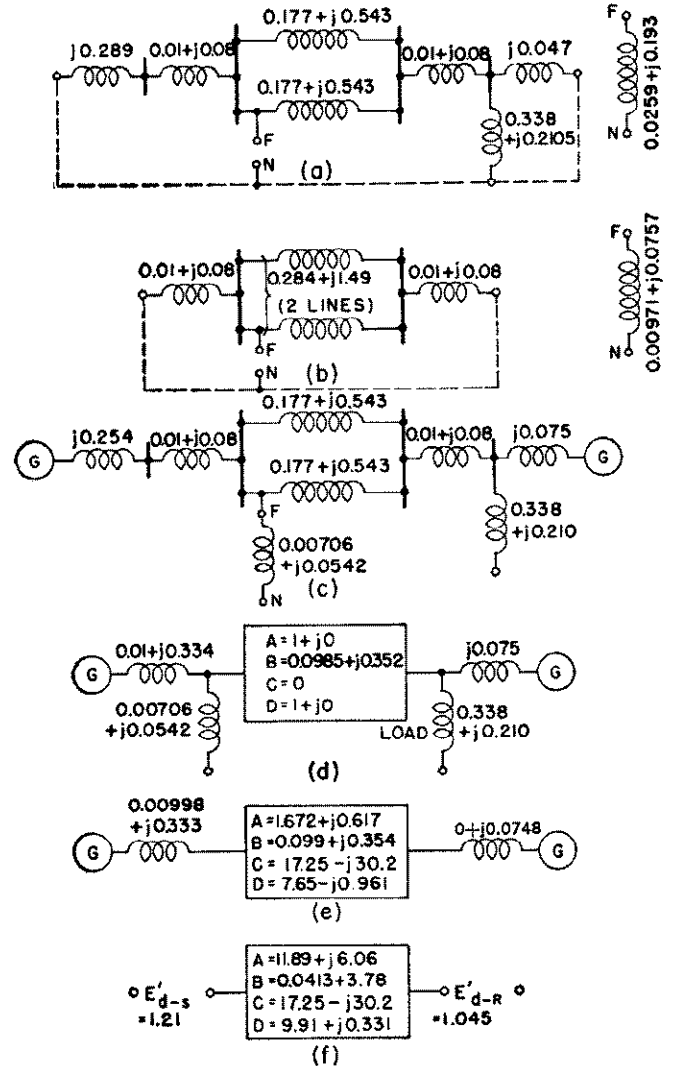 0.177+j0.543
j0.289
0.01+j0.08
0.01+j0.08
j0.047
0.177+j0.543
F
N
0.338
+j0.2105
F
N
0.0259+j0.193
(a)
0.01+j0.08
0.284+j1.49
(2 LINES)
0.01+j0.08
F
N
F
N
0.00971+j0.0757
(b)
0.177+j0.543
G
j0.254
0.01+j0.08
0.01+j0.08
j0.075
G
0.177+j0.543
F
0.00706
+j0.0542
N
0.338
+j0.210
(c)
G
0.01+j0.334
A=1+j0
B=0.0985+j0.352
C=0
D=1+j0
j0.075
G
0.00706
+j0.0542
LOAD
0.338
+j0.210
(d)
0.00998
+j0.333
G
A=1.672+j0.617
B=0.099+j0.354
C= 17.25-j30.2
D= 7.65-j0.961
0+j0.0748
G
(e)
E'd-s
=1.21
A=11.89+j6.06
B=0.0413+3.78
C=17.25-j30.2
D= 9.91+j0.331
E'd-R
=1.045
(f)